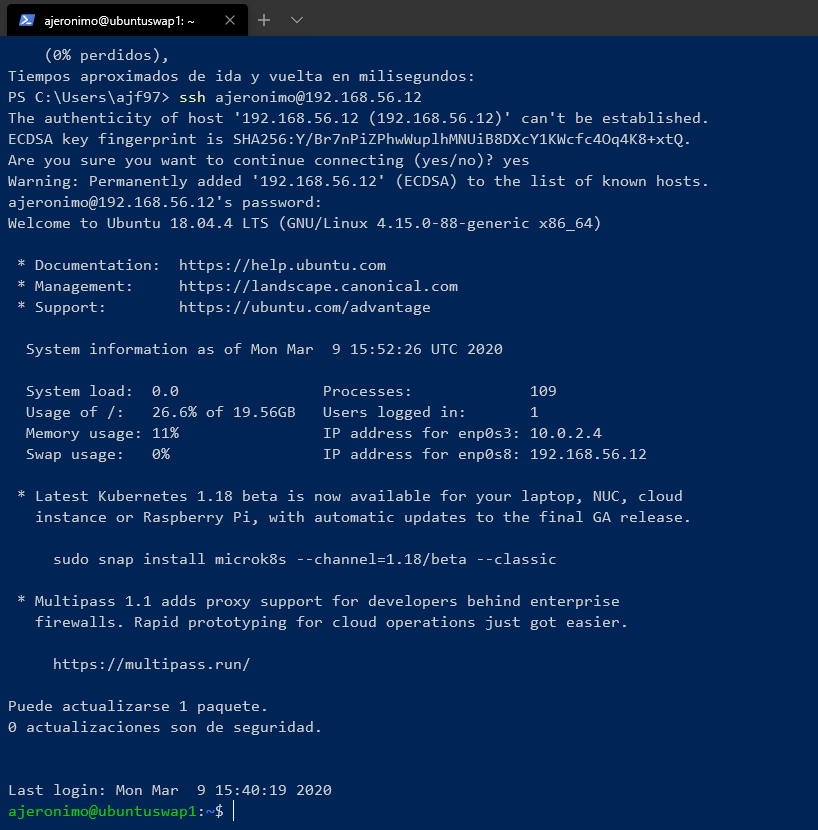 ajeronimo@ubuntuswap1: ~
    (0% perdidos),
Tiempos aproximados de ida y vuelta en milisegundos:
PS C:\Users\ajf97> ssh ajeronimo@192.168.56.12
The authenticity of host '192.168.56.12 (192.168.56.12)' can't be established.
ECDSA key fingerprint is SHA256:Y/Br7nPiZPhwWuplhMNUiB8DXcY1KWcfc4Oq4K8+xtQ.
Are you sure you want to continue connecting (yes/no)? yes
Warning: Permanently added '192.168.56.12' (ECDSA) to the list of known hosts.
ajeronimo@192.168.56.12's password:
Welcome to Ubuntu 18.04.4 LTS (GNU/Linux 4.15.0-88-generic x86_64)

 * Documentation:  https://help.ubuntu.com
 * Management:     https://landscape.canonical.com
 * Support:        https://ubuntu.com/advantage

  System information as of Mon Mar  9 15:52:26 UTC 2020

  System load:  0.0                Processes:             109
  Usage of /:   26.6% of 19.56GB   Users logged in:       1
  Memory usage: 11%                IP address for enp0s3: 10.0.2.4
  Swap usage:   0%                 IP address for enp0s8: 192.168.56.12

 * Latest Kubernetes 1.18 beta is now available for your laptop, NUC, cloud
   instance or Raspberry Pi, with automatic updates to the final GA release.

     sudo snap install microk8s --channel=1.18/beta --classic

 * Multipass 1.1 adds proxy support for developers behind enterprise
   firewalls. Rapid prototyping for cloud operations just got easier.

     https://multipass.run/

Puede actualizarse 1 paquete.
0 actualizaciones son de seguridad.


Last login: Mon Mar  9 15:40:19 2020
ajeronimo@ubuntuswap1:~$